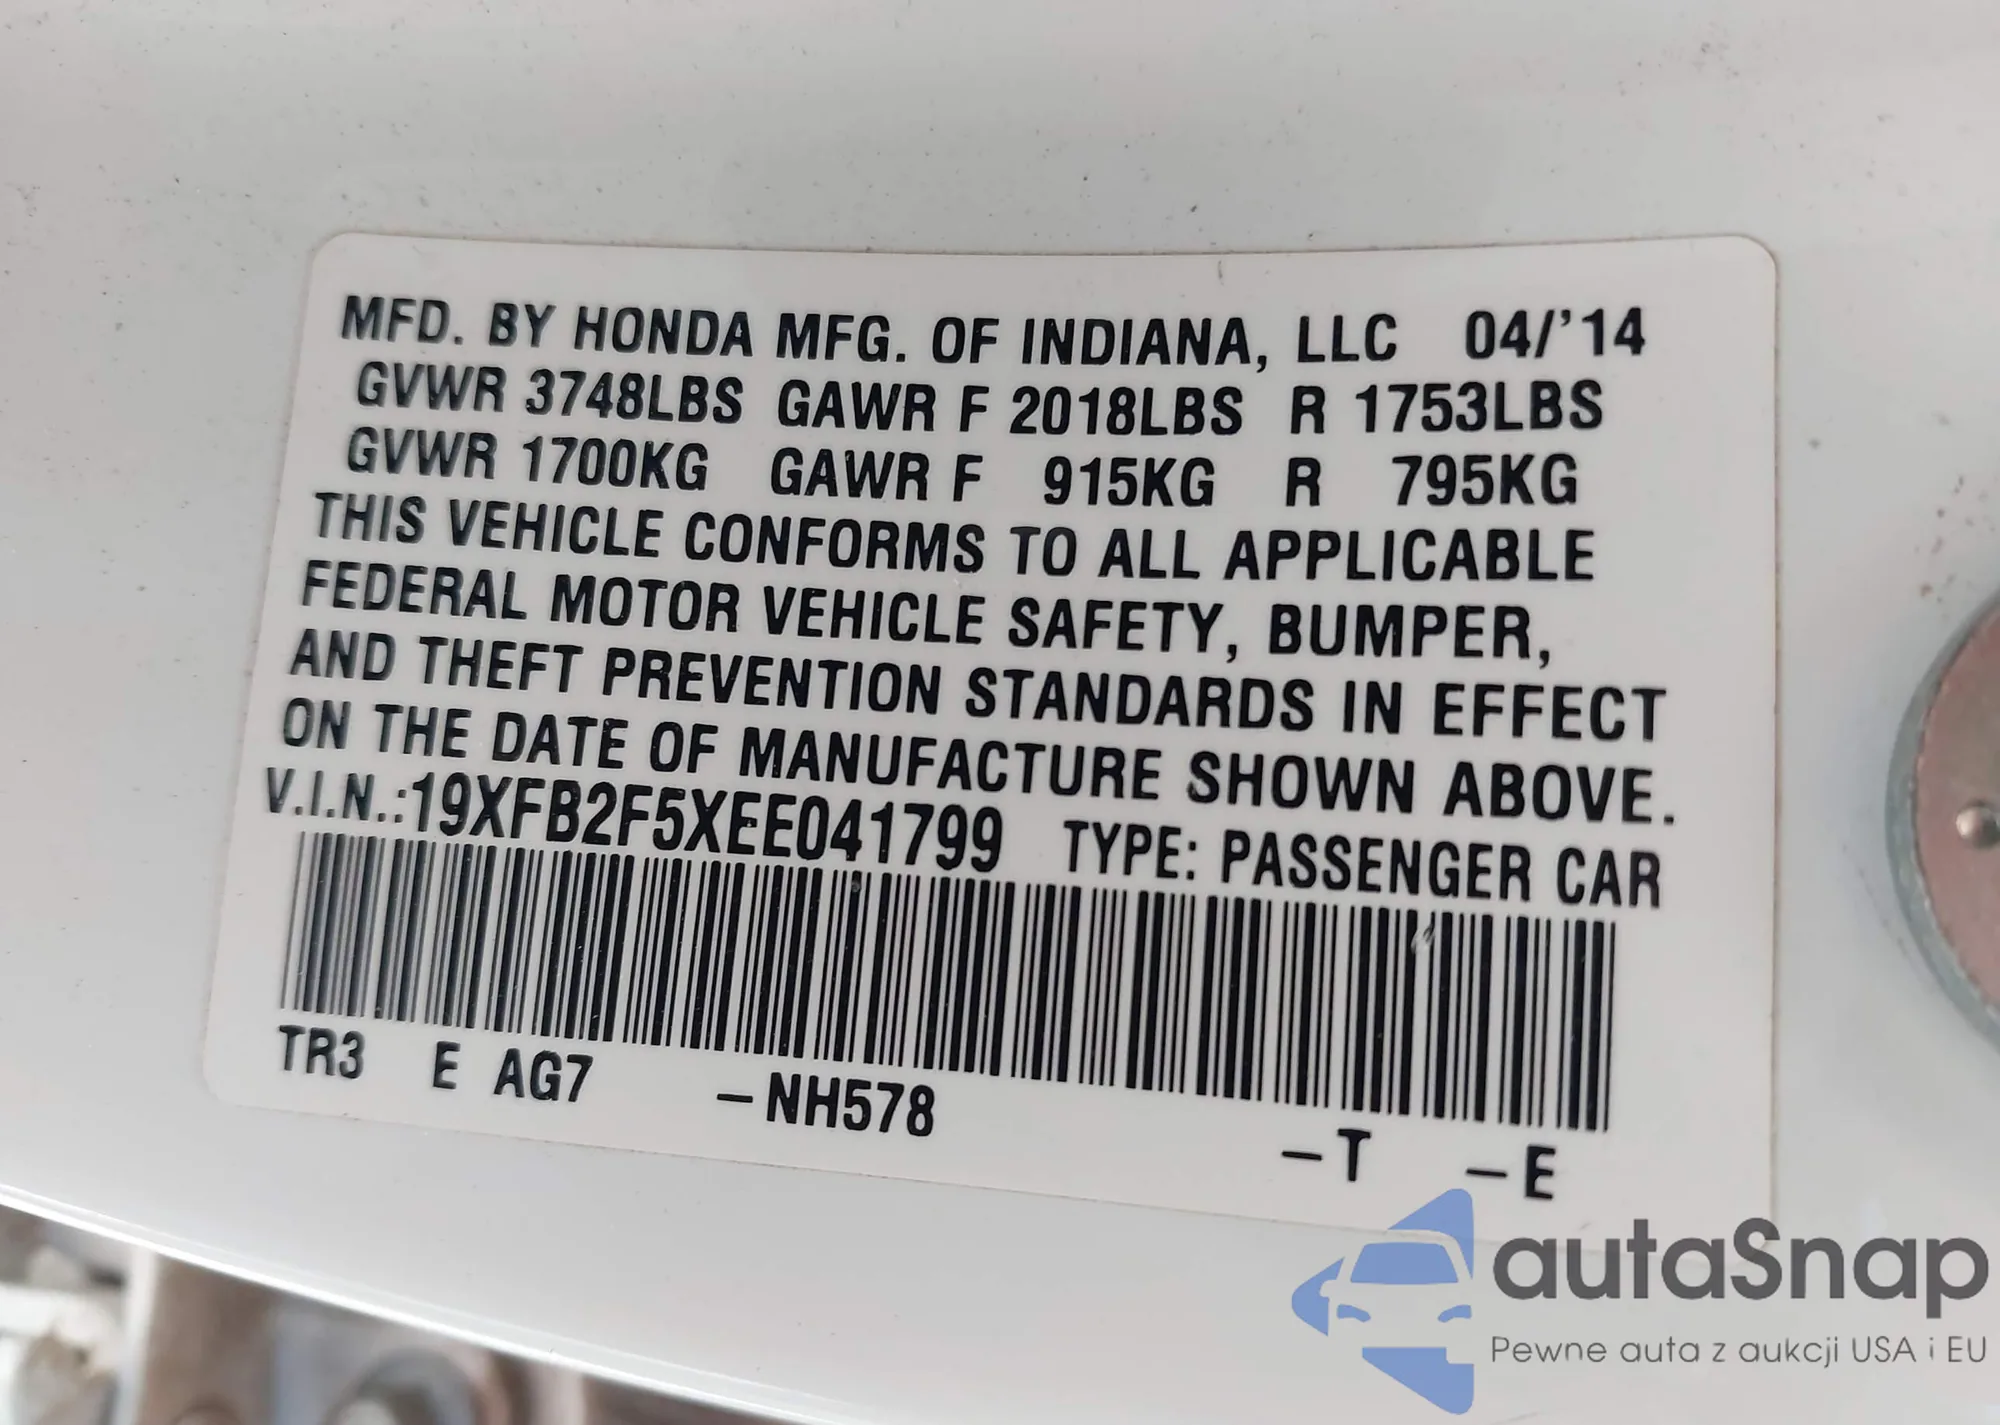 MFD. BY HONDA MFG. OF INDIANA, LLC 04/'14
GVWR 3748LBS GAWR F 2018LBS R 1753LBS
GVWR 1700KG GAWR F 915KG R 795KG
THIS VEHICLE CONFORMS TO ALL APPLICABLE
FEDERAL MOTOR VEHICLE SAFETY, BUMPER,
AND THEFT PREVENTION STANDARDS IN EFFECT
ON THE DATE OF MANUFACTURE SHOWN ABOVE.
V.I.N.:19XFB2F5XEE041799 TYPE: PASSENGER CAR
TR3 E AG7 –NH578 –T –E
autaSnap
Pewne auta z aukcji USA i EU